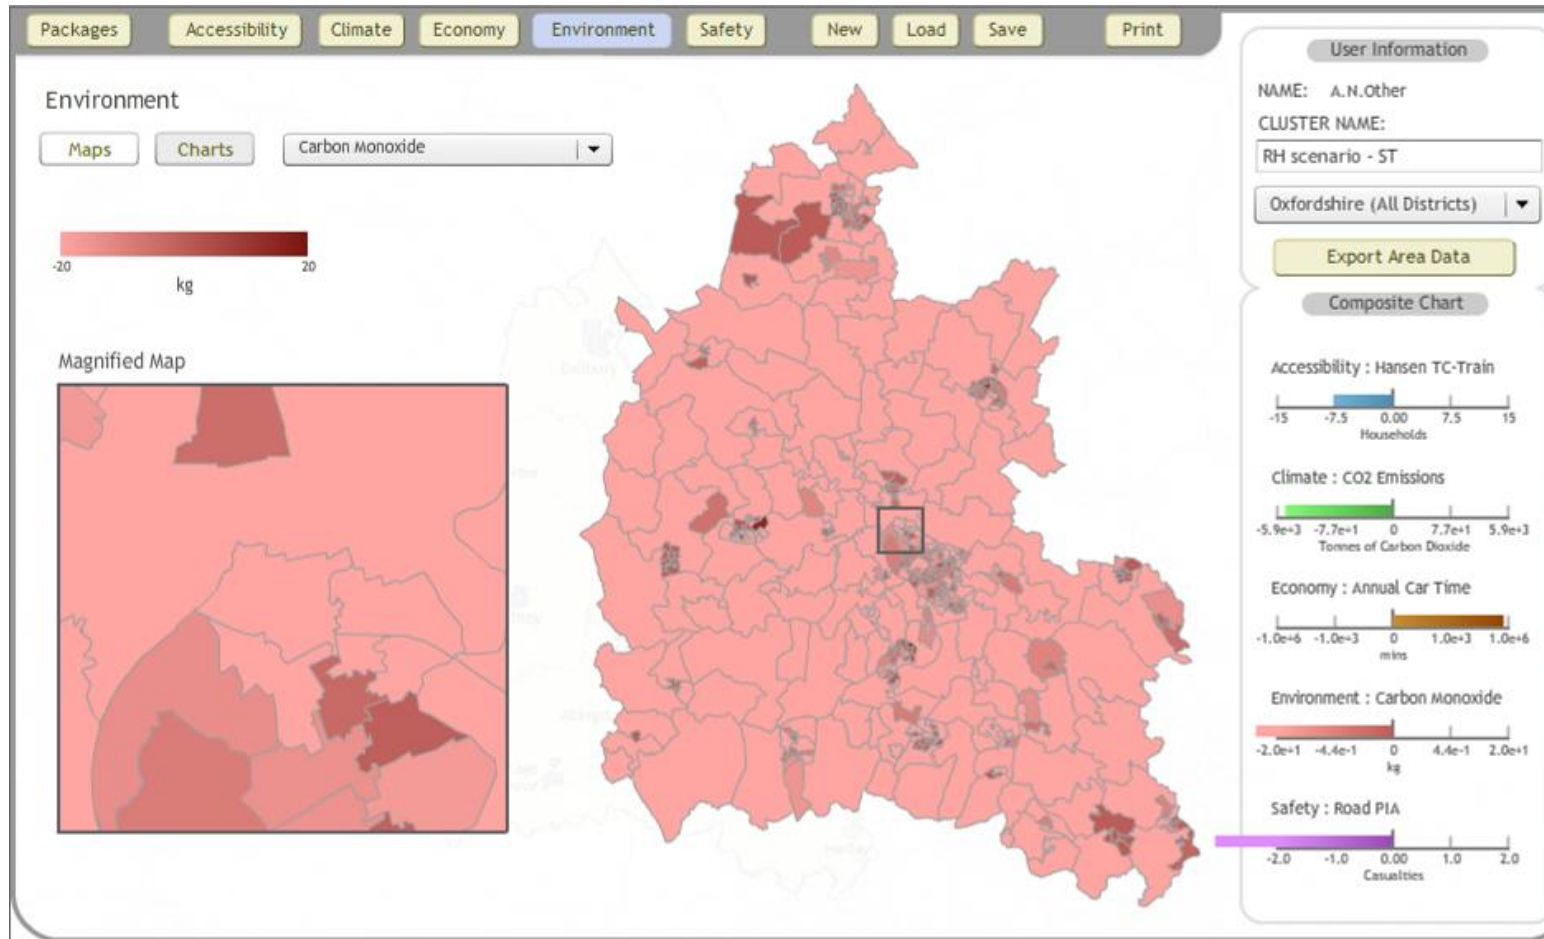 Packages
Accessibility
Climate
Economy
Environment
Safety
New
Load
Save
Print
Environment
Maps
Charts
Carbon Monoxide
-20
20
kg
Magnified Map
User Information
NAME: A.N.Other
CLUSTER NAME:
RH scenario - ST
Oxfordshire (All Districts)
Export Area Data
Composite Chart
Accessibility : Hansen TC-Train
-15 -7.5 0.00 7.5 15
Households
Climate : CO2 Emissions
-5.9e+3 -7.7e+1 0 7.7e+1 5.9e+3
Tonnes of Carbon Dioxide
Economy : Annual Car Time
-1.0e+6 -1.0e+3 0 1.0e+3 1.0e+6
mins
Environment : Carbon Monoxide
-2.0e+1 -4.4e-1 0 4.4e-1 2.0e+1
kg
Safety : Road PIA
-2.0 -1.0 0.00 1.0 2.0
Casualties